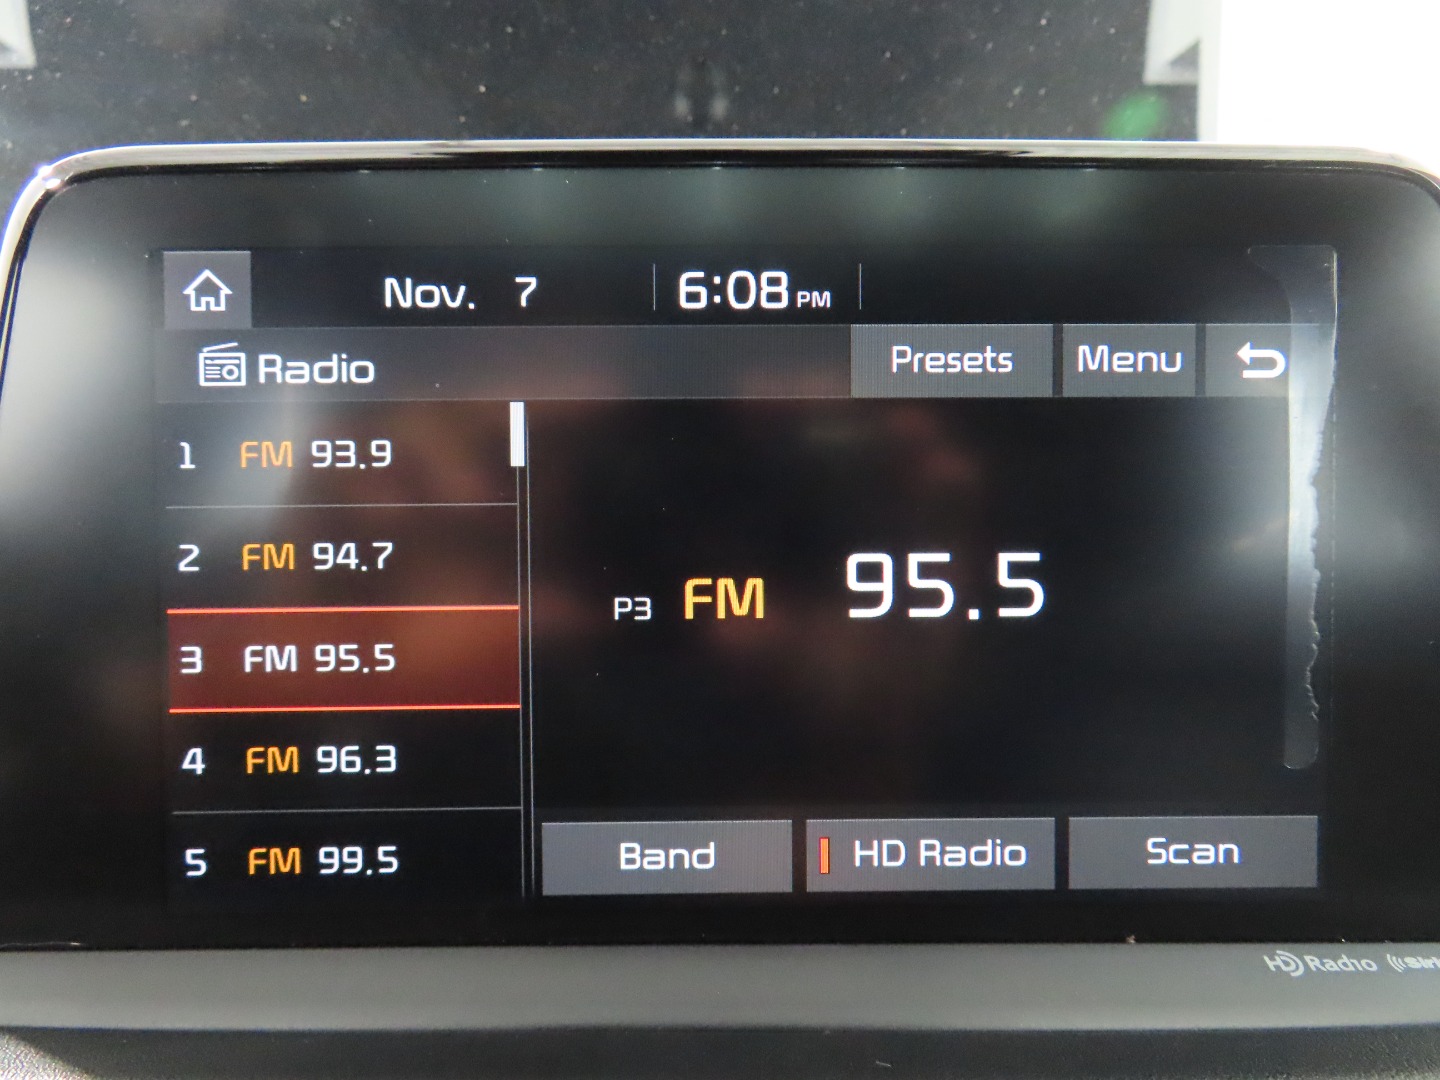 Nov. 7 6:08 PM
Radio Presets Menu
1 FM 93.9
2 FM 94.7
3 FM 95.5
4 FM 96.3
5 FM 99.5
P3 FM 95.5
Band HD Radio Scan
HD Radio